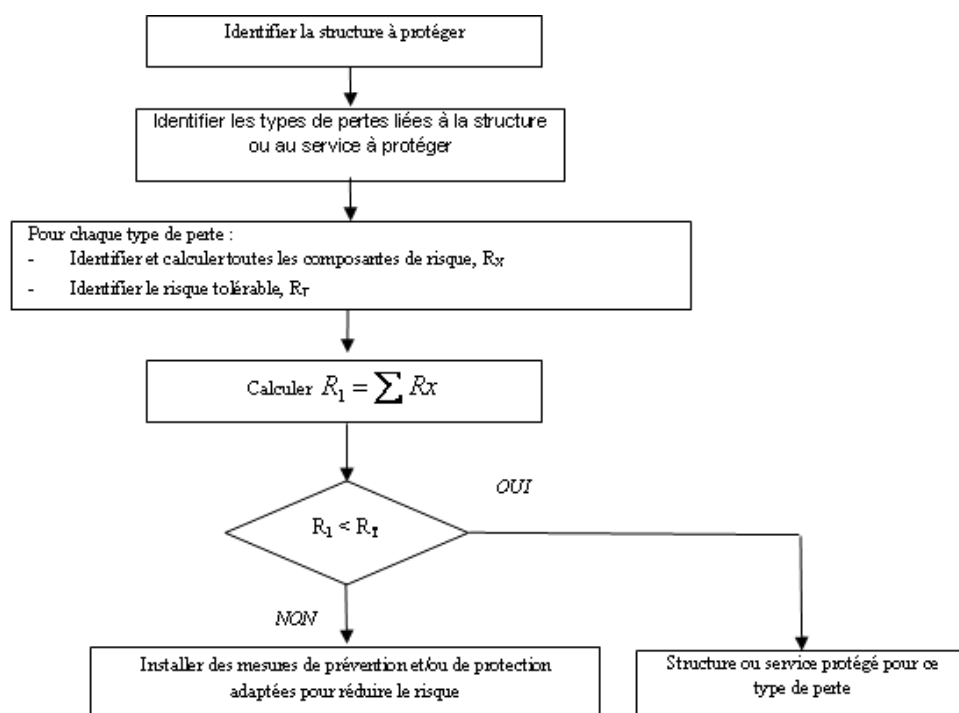 Identifier la structure à protéger
Identifier les types de pertes liées à la structure
ou au service à protéger
Pour chaque type de perte :
- Identifier et calculer toutes les composantes de risque, Rx
- Identifier le risque tolérable, RT
Calculer R1 = ∑ Rx
OUI
R1 < RT
NON
Installer des mesures de prévention et/ou de protection
adaptées pour réduire le risque
Structure ou service protégé pour ce
type de perte